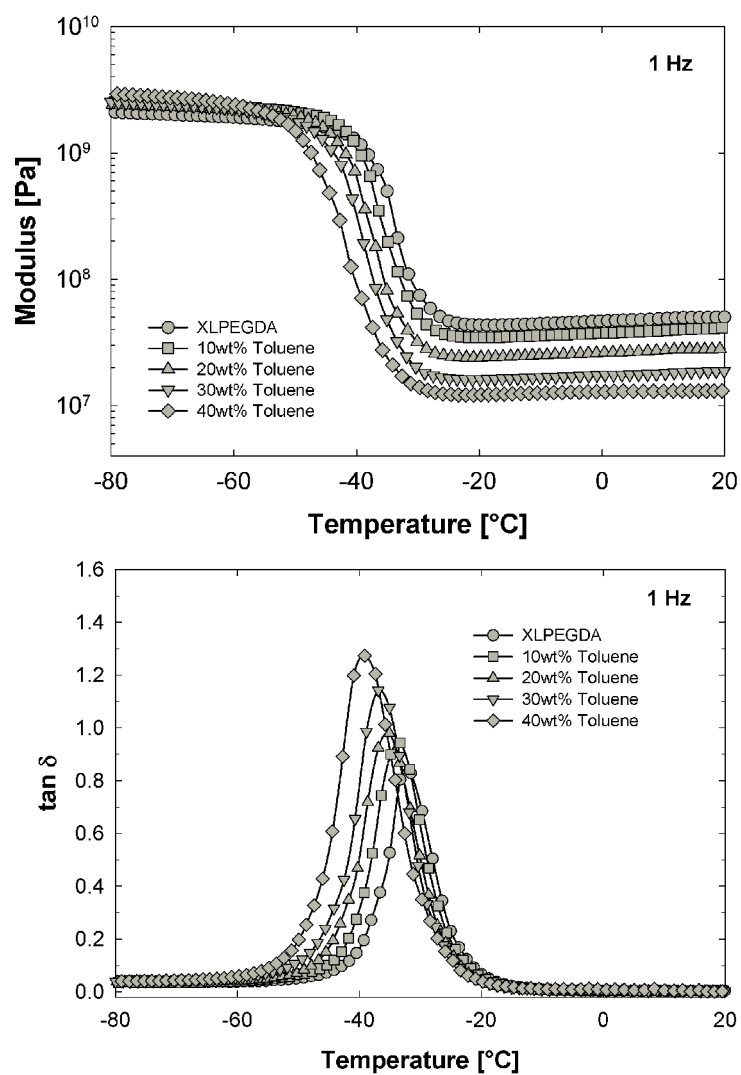 10^10
1 Hz
10^9
Modulus [Pa]
10^8
XLPEGDA
10wt% Toluene
20wt% Toluene
30wt% Toluene
40wt% Toluene
10^7
-80 -60 -40 -20 0 20
Temperature [°C]
1.6
1 Hz
1.4
XLPEGDA
10wt% Toluene
20wt% Toluene
30wt% Toluene
40wt% Toluene
1.2
1.0
tan δ
0.8
0.6
0.4
0.2
0.0
-80 -60 -40 -20 0 20
Temperature [°C]